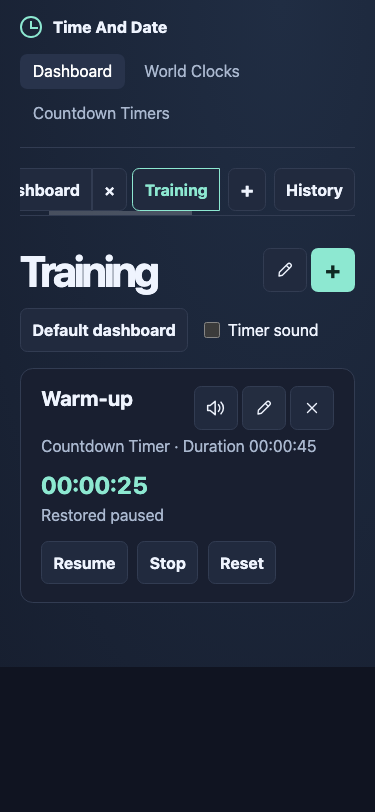 Time And Date
Dashboard World Clocks
Countdown Timers
shboard × Training + History
Training +
Default dashboard Timer sound
Warm-up
Countdown Timer · Duration 00:00:45
00:00:25
Restored paused
Resume Stop Reset